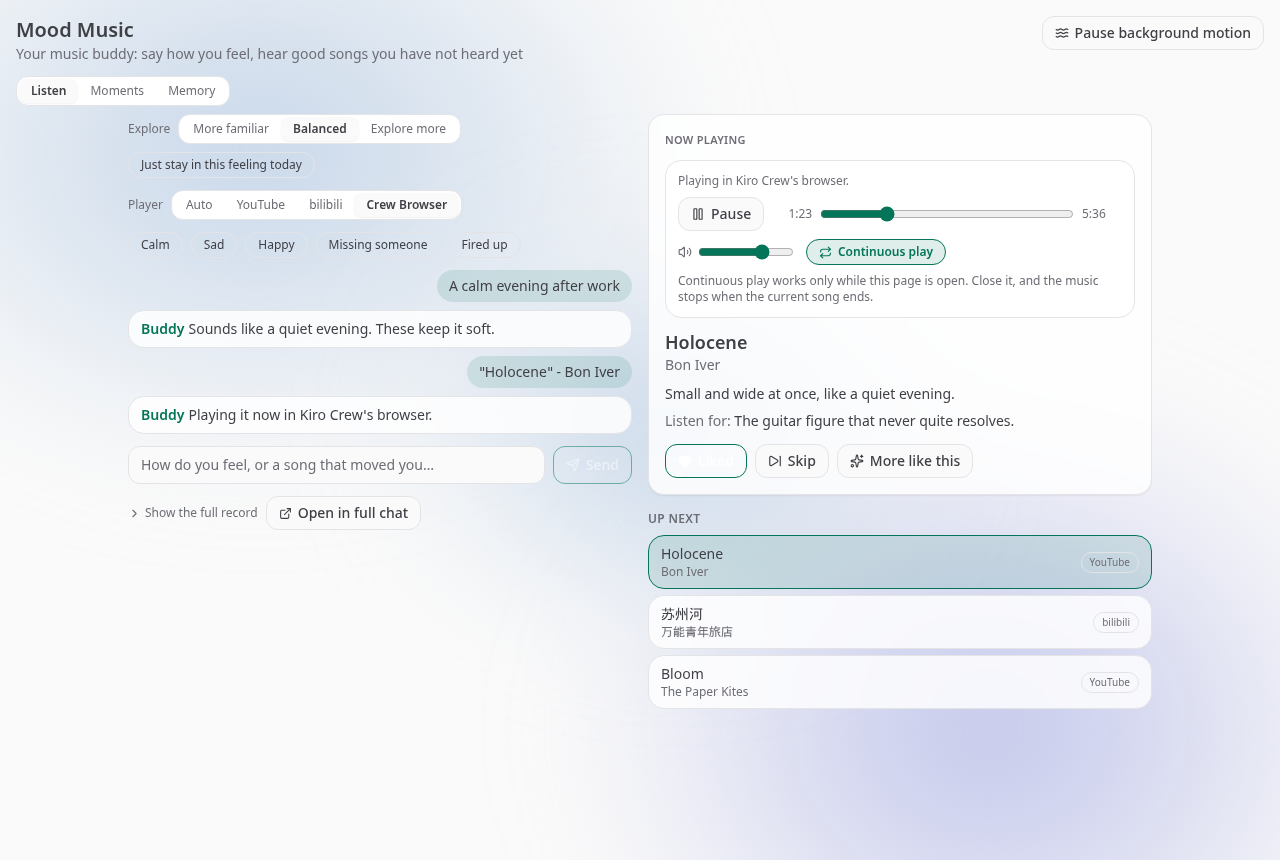 Mood Music
Your music buddy: say how you feel, hear good songs you have not heard yet
Pause background motion
Listen
Moments
Memory
Explore
More familiar
Balanced
Explore more
Just stay in this feeling today
Player
Auto
YouTube
bilibili
Crew Browser
Calm
Sad
Happy
Missing someone
Fired up
A calm evening after work
Buddy Sounds like a quiet evening. These keep it soft.
"Holocene" - Bon Iver
Buddy Playing it now in Kiro Crew's browser.
How do you feel, or a song that moved you...
Send
Show the full record
Open in full chat
NOW PLAYING
Playing in Kiro Crew's browser.
Pause
1:23
5:36
Continuous play
Continuous play works only while this page is open. Close it, and the music
stops when the current song ends.
Holocene
Bon Iver
Small and wide at once, like a quiet evening.
Listen for: The guitar figure that never quite resolves.
Liked
Skip
More like this
UP NEXT
Holocene
Bon Iver
YouTube
苏州河
万能青年旅店
bilibili
Bloom
The Paper Kites
YouTube